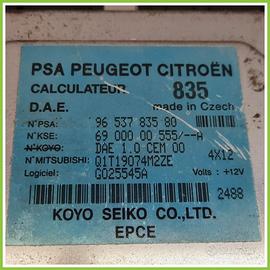 PSA PEUGEOT CITROËN
CALCULATEUR 835
D.A.E. made in Czech
N°PSA: 96 537 835 80
N°KSE: 69 000 00 555/--A
N°KOYO: DAE 1.0 CEM 00
N°MITSUBISHI: Q1T19074M2ZE 4X12
Logiciel: G025545A Volts : +12V
2488
KOYO SEIKO CO.,LTD.
EPCE